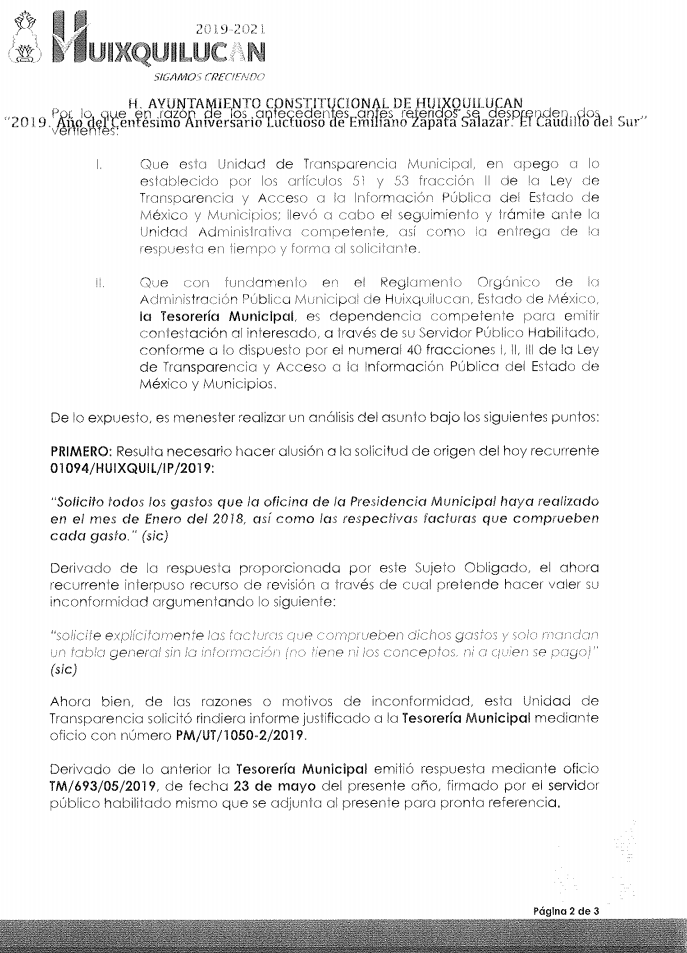 2019-2021
HUIXQUILUCAN
SIGAMOS CRECIENDO
H. AYUNTAMIENTO CONSTITUCIONAL DE HUIXQUILUCAN
Por lo que en razón de los antecedentes antes referidos se desprenden dos
"2019. Año del Centésimo Aniversario Luctuoso de Emiliano Zapata Salazar. El Caudillo del Sur"
vertientes:
I. Que esta Unidad de Transparencia Municipal, en apego a lo
establecido por los artículos 51 y 53 fracción II de la Ley de
Transparencia y Acceso a la Información Pública del Estado de
México y Municipios; llevó a cabo el seguimiento y trámite ante la
Unidad Administrativa competente, así como la entrega de la
respuesta en tiempo y forma al solicitante.
II. Que con fundamento en el Reglamento Orgánico de la
Administración Pública Municipal de Huixquilucan, Estado de México,
la Tesorería Municipal, es dependencia competente para emitir
contestación al interesado, a través de su Servidor Público Habilitado,
conforme a lo dispuesto por el numeral 40 fracciones I, II, III de la Ley
de Transparencia y Acceso a la Información Pública del Estado de
México y Municipios.
De lo expuesto, es menester realizar un análisis del asunto bajo los siguientes puntos:
PRIMERO: Resulta necesario hacer alusión a la solicitud de origen del hoy recurrente
01094/HUIXQUIL/IP/2019:
"Solicito todos los gastos que la oficina de la Presidencia Municipal haya realizado
en el mes de Enero del 2018, así como las respectivas facturas que comprueben
cada gasto." (sic)
Derivado de la respuesta proporcionada por este Sujeto Obligado, el ahora
recurrente interpuso recurso de revisión a través de cual pretende hacer valer su
inconformidad argumentando lo siguiente:
"solicite explícitamente las facturas que comprueben dichos gastos y solo mandan
un tabla general sin la información (no tiene ni los conceptos, ni a quien se pago)"
(sic)
Ahora bien, de las razones o motivos de inconformidad, esta Unidad de
Transparencia solicitó rindiera informe justificado a la Tesorería Municipal mediante
oficio con número PM/UT/1050-2/2019.
Derivado de lo anterior la Tesorería Municipal emitió respuesta mediante oficio
TM/693/05/2019, de fecha 23 de mayo del presente año, firmado por el servidor
público habilitado mismo que se adjunta al presente para pronta referencia.
Página 2 de 3